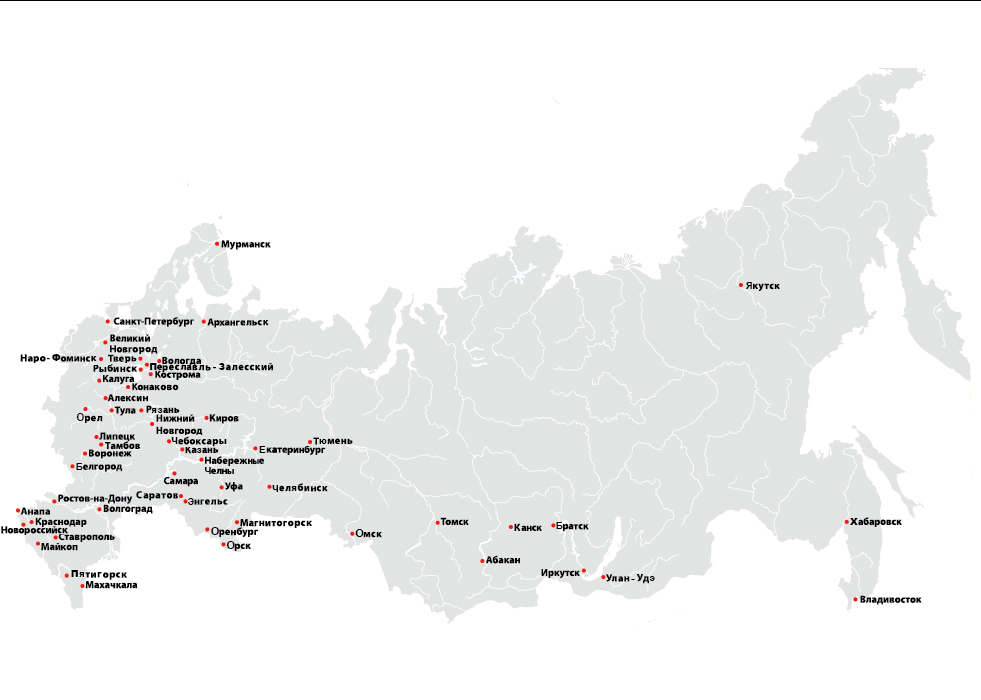 Мурманск
Якутск
Санкт-Петербург
Архангельск
Великий
Новгород
Наро- Фоминск
Тверь
Вологда
Рыбинск
Переславль - Залесский
Кострома
Калуга
Конаково
Алексин
Орел
Тула
Рязань
Нижний
Новгород
Киров
Липецк
Тамбов
Воронеж
Чебоксары
Казань
Екатеринбург
Тюмень
Белгород
Набережные
Челны
Самара
Уфа
Челябинск
Ростов-на-Дону
Саратов
Энгельс
Анапа
Волгоград
Краснодар
Новороссийск
Ставрополь
Майкоп
Магнитогорск
Оренбург
Орск
Омск
Томск
Канск
Братск
Хабаровск
Абакан
Иркутск
Улан - Удэ
Пятигорск
Махачкала
Владивосток